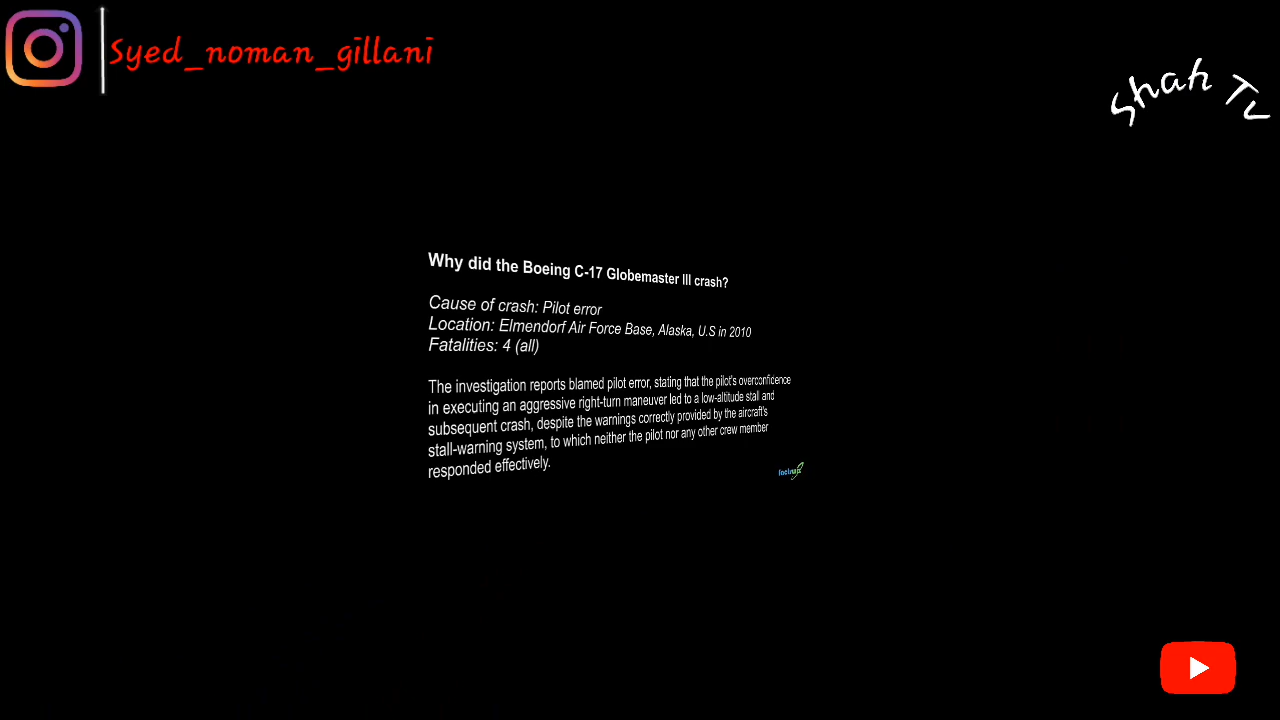 Syed_noman_gillani
Shah Tv
Why did the Boeing C-17 Globemaster III crash?
Cause of crash: Pilot error
Location: Elmendorf Air Force Base, Alaska, U.S in 2010
Fatalities: 4 (all)
The investigation reports blamed pilot error, stating that the pilot's overconfidence
in executing an aggressive right-turn maneuver led to a low-altitude stall and
subsequent crash, despite the warnings correctly provided by the aircraft's
stall-warning system, to which neither the pilot nor any other crew member
responded effectively.